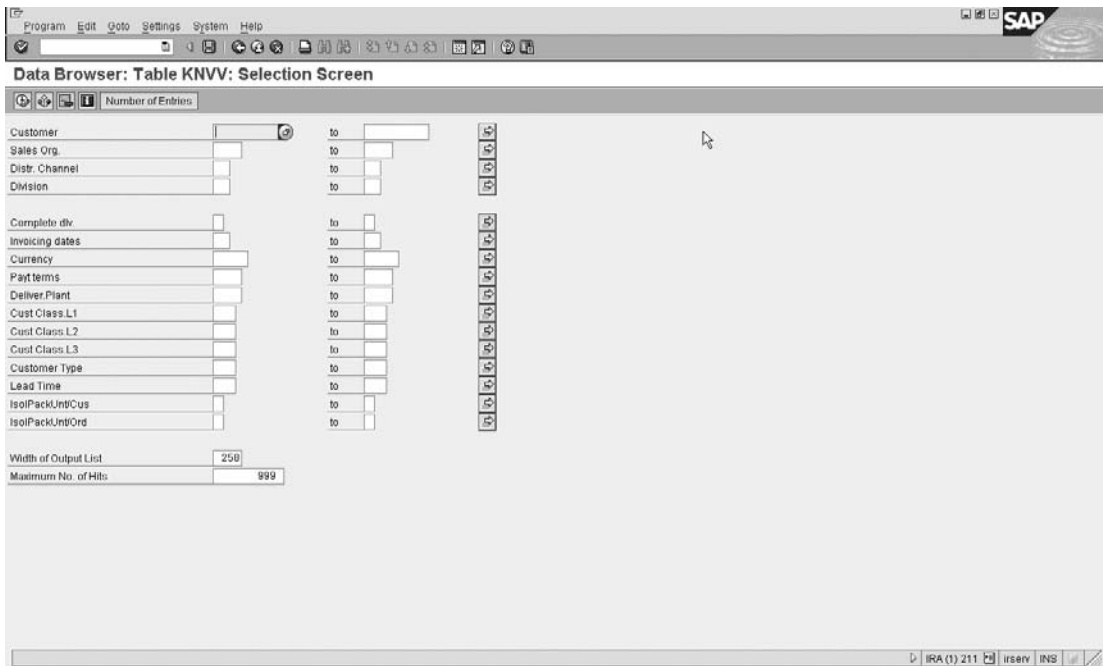 Program Edit Goto Settings System Help
SAP
Data Browser: Table KNVV: Selection Screen
Number of Entries
Customer to
Sales Org. to
Distr. Channel to
Division to
Complete dlv. to
Invoicing dates to
Currency to
Payt terms to
Deliver.Plant to
Cust Class.L1 to
Cust Class.L2 to
Cust Class.L3 to
Customer Type to
Lead Time to
IsolPackUnt/Cus to
IsolPackUnt/Ord to
Width of Output List 250
Maximum No. of Hits 999
IRA (1) 211 irserv INS